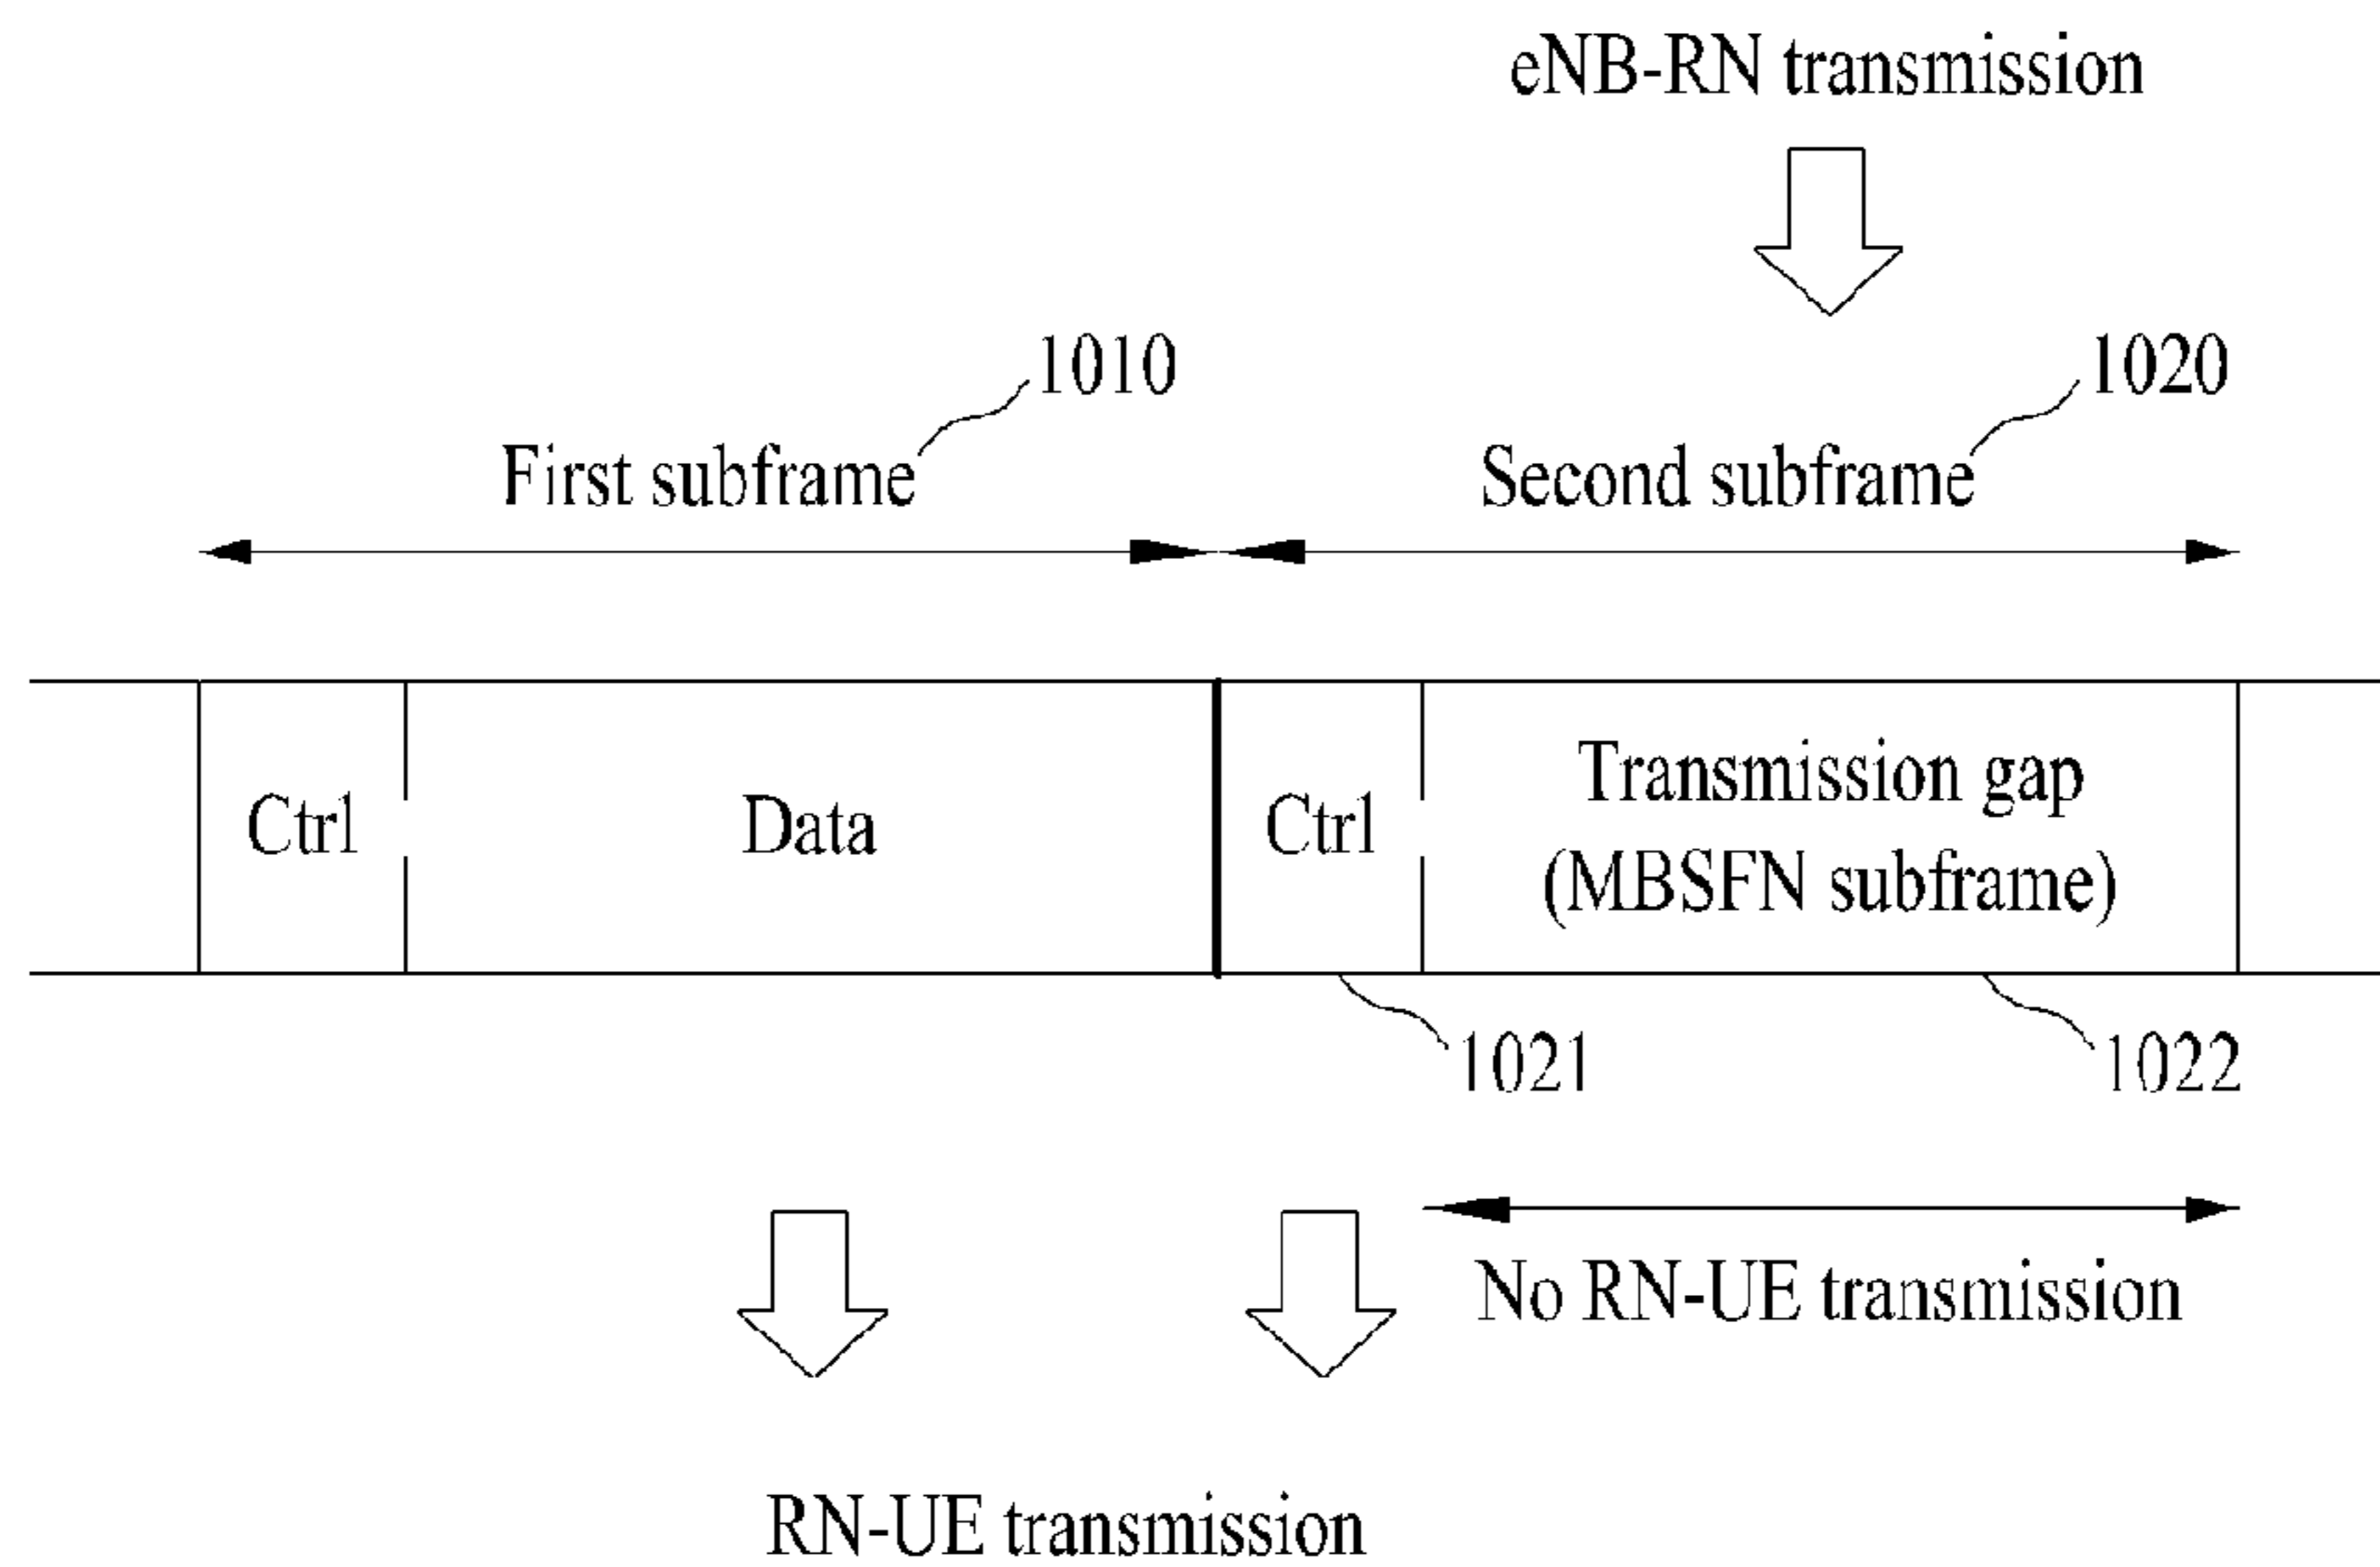 eNB-RN transmission
1010
1020
First subframe
Second subframe
Ctrl
Data
Ctrl
Transmission gap
(MBSFN subframe)
1021
1022
No RN-UE transmission
RN-UE transmission